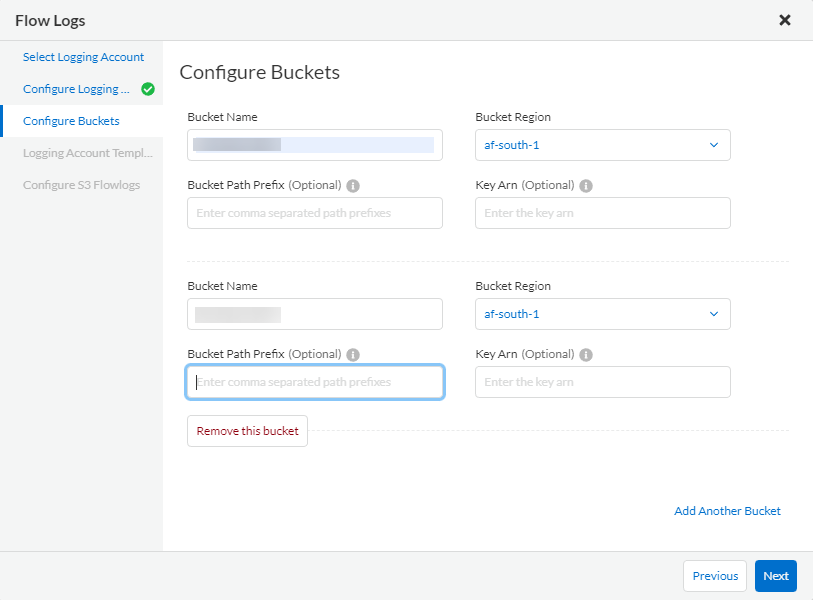 Flow Logs
Select Logging Account
Configure Logging ...
Configure Buckets
Logging Account Templ...
Configure S3 Flowlogs
Configure Buckets
Bucket Name
Bucket Region
af-south-1
Bucket Path Prefix (Optional)
Key Arn (Optional)
Enter comma separated path prefixes
Enter the key arn
Bucket Name
Bucket Region
af-south-1
Bucket Path Prefix (Optional)
Key Arn (Optional)
Enter comma separated path prefixes
Enter the key arn
Remove this bucket
Add Another Bucket
Previous
Next